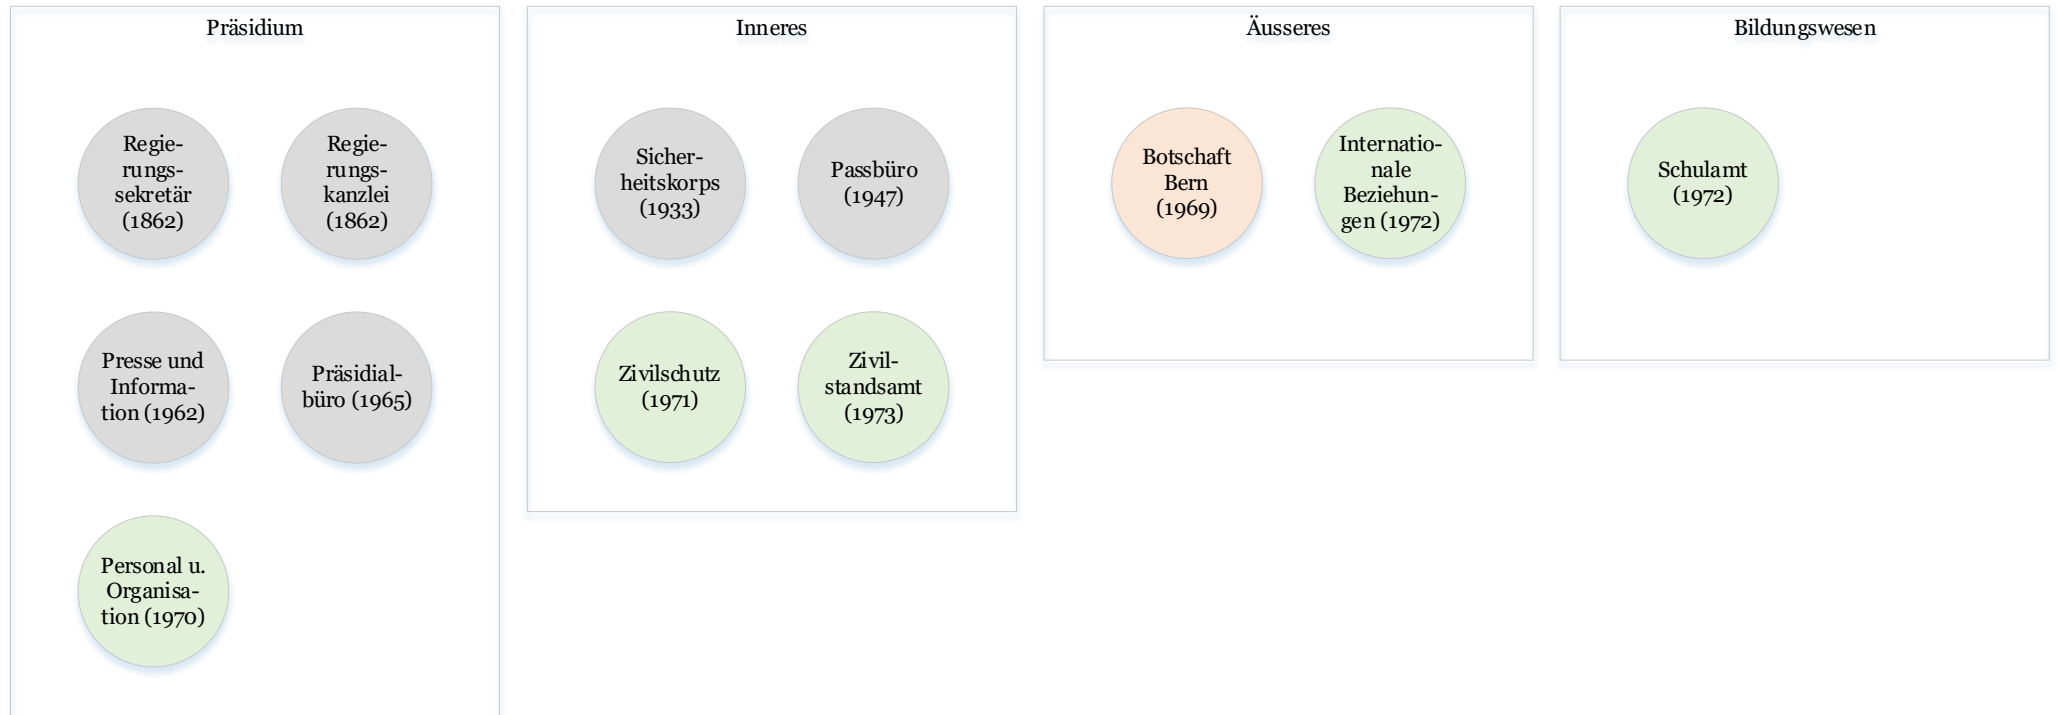 Präsidium
Regie-
rungs-
sekretär
(1862)
Regie-
rungs-
kanzlei
(1862)
Presse und
Informa-
tion (1962)
Präsidial-
büro (1965)
Personal u.
Organisa-
tion (1970)
Inneres
Sicher-
heitskorps
(1933)
Passbüro
(1947)
Zivilschutz
(1971)
Zivil-
standsamt
(1973)
Äusseres
Botschaft
Bern
(1969)
Internatio-
nale
Beziehun-
gen (1972)
Bildungswesen
Schulamt
(1972)